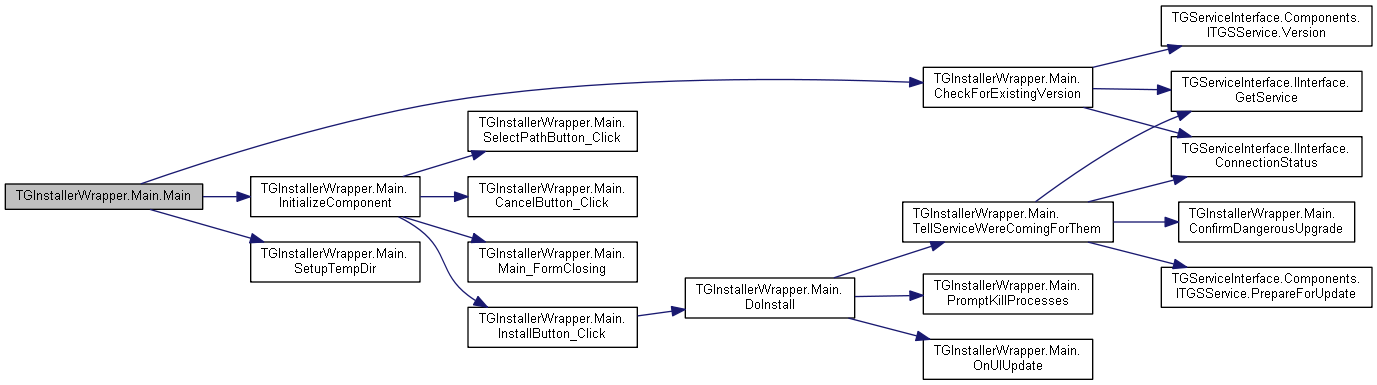 TGInstallerWrapper.Main.Main
TGInstallerWrapper.Main.
InitializeComponent
TGInstallerWrapper.Main.
SetupTempDir
TGInstallerWrapper.Main.
SelectPathButton_Click
TGInstallerWrapper.Main.
CancelButton_Click
TGInstallerWrapper.Main.
Main_FormClosing
TGInstallerWrapper.Main.
InstallButton_Click
TGInstallerWrapper.Main.
DoInstall
TGInstallerWrapper.Main.
CheckForExistingVersion
TGInstallerWrapper.Main.
TellServiceWereComingForThem
TGInstallerWrapper.Main.
PromptKillProcesses
TGInstallerWrapper.Main.
OnUIUpdate
TGServiceInterface.Components.
ITGSService.Version
TGServiceInterface.IInterface.
GetService
TGServiceInterface.IInterface.
ConnectionStatus
TGInstallerWrapper.Main.
ConfirmDangerousUpgrade
TGServiceInterface.Components.
ITGSService.PrepareForUpdate